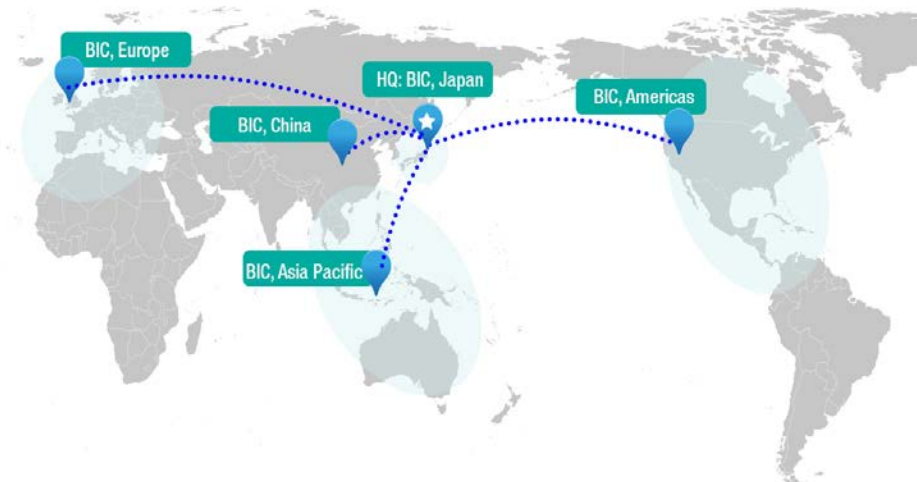 BIC, Europe
HQ: BIC, Japan
BIC, Americas
BIC, China
BIC, Asia Pacific